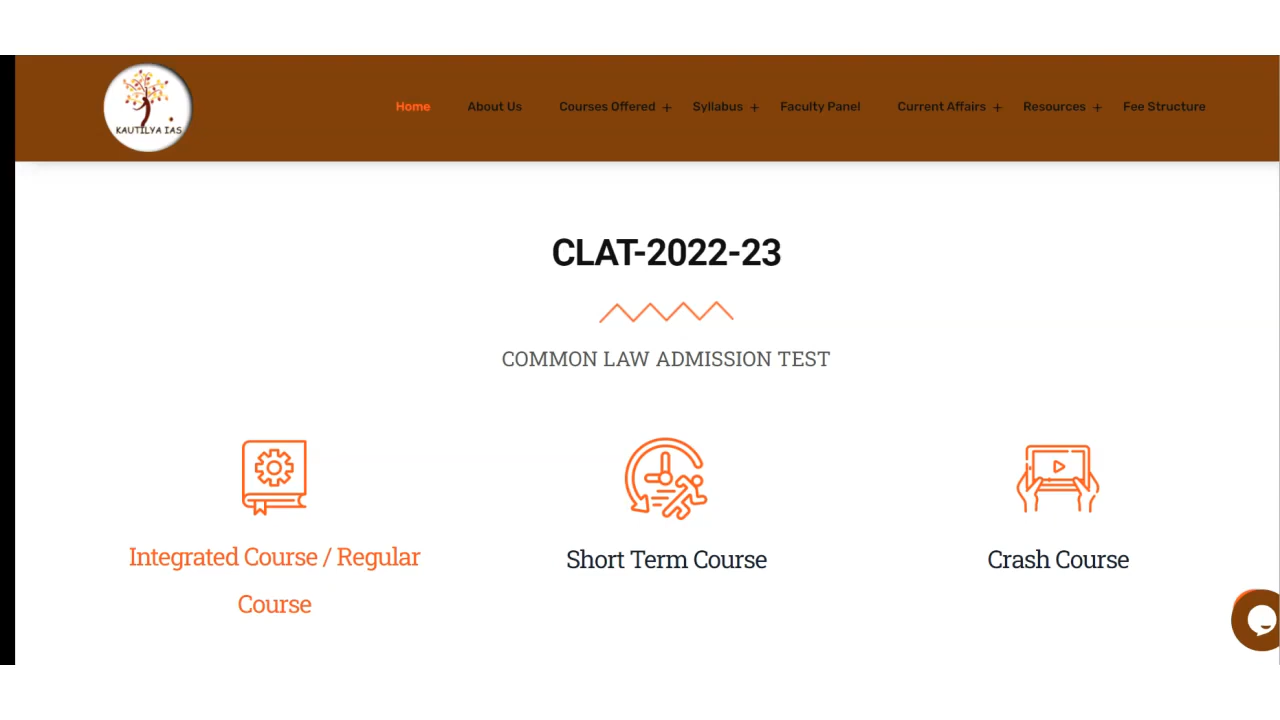 KAUTILYA IAS
Home About Us Courses Offered + Syllabus + Faculty Panel Current Affairs + Resources + Fee Structure
CLAT-2022-23
COMMON LAW ADMISSION TEST
Integrated Course / Regular
Course
Short Term Course
Crash Course